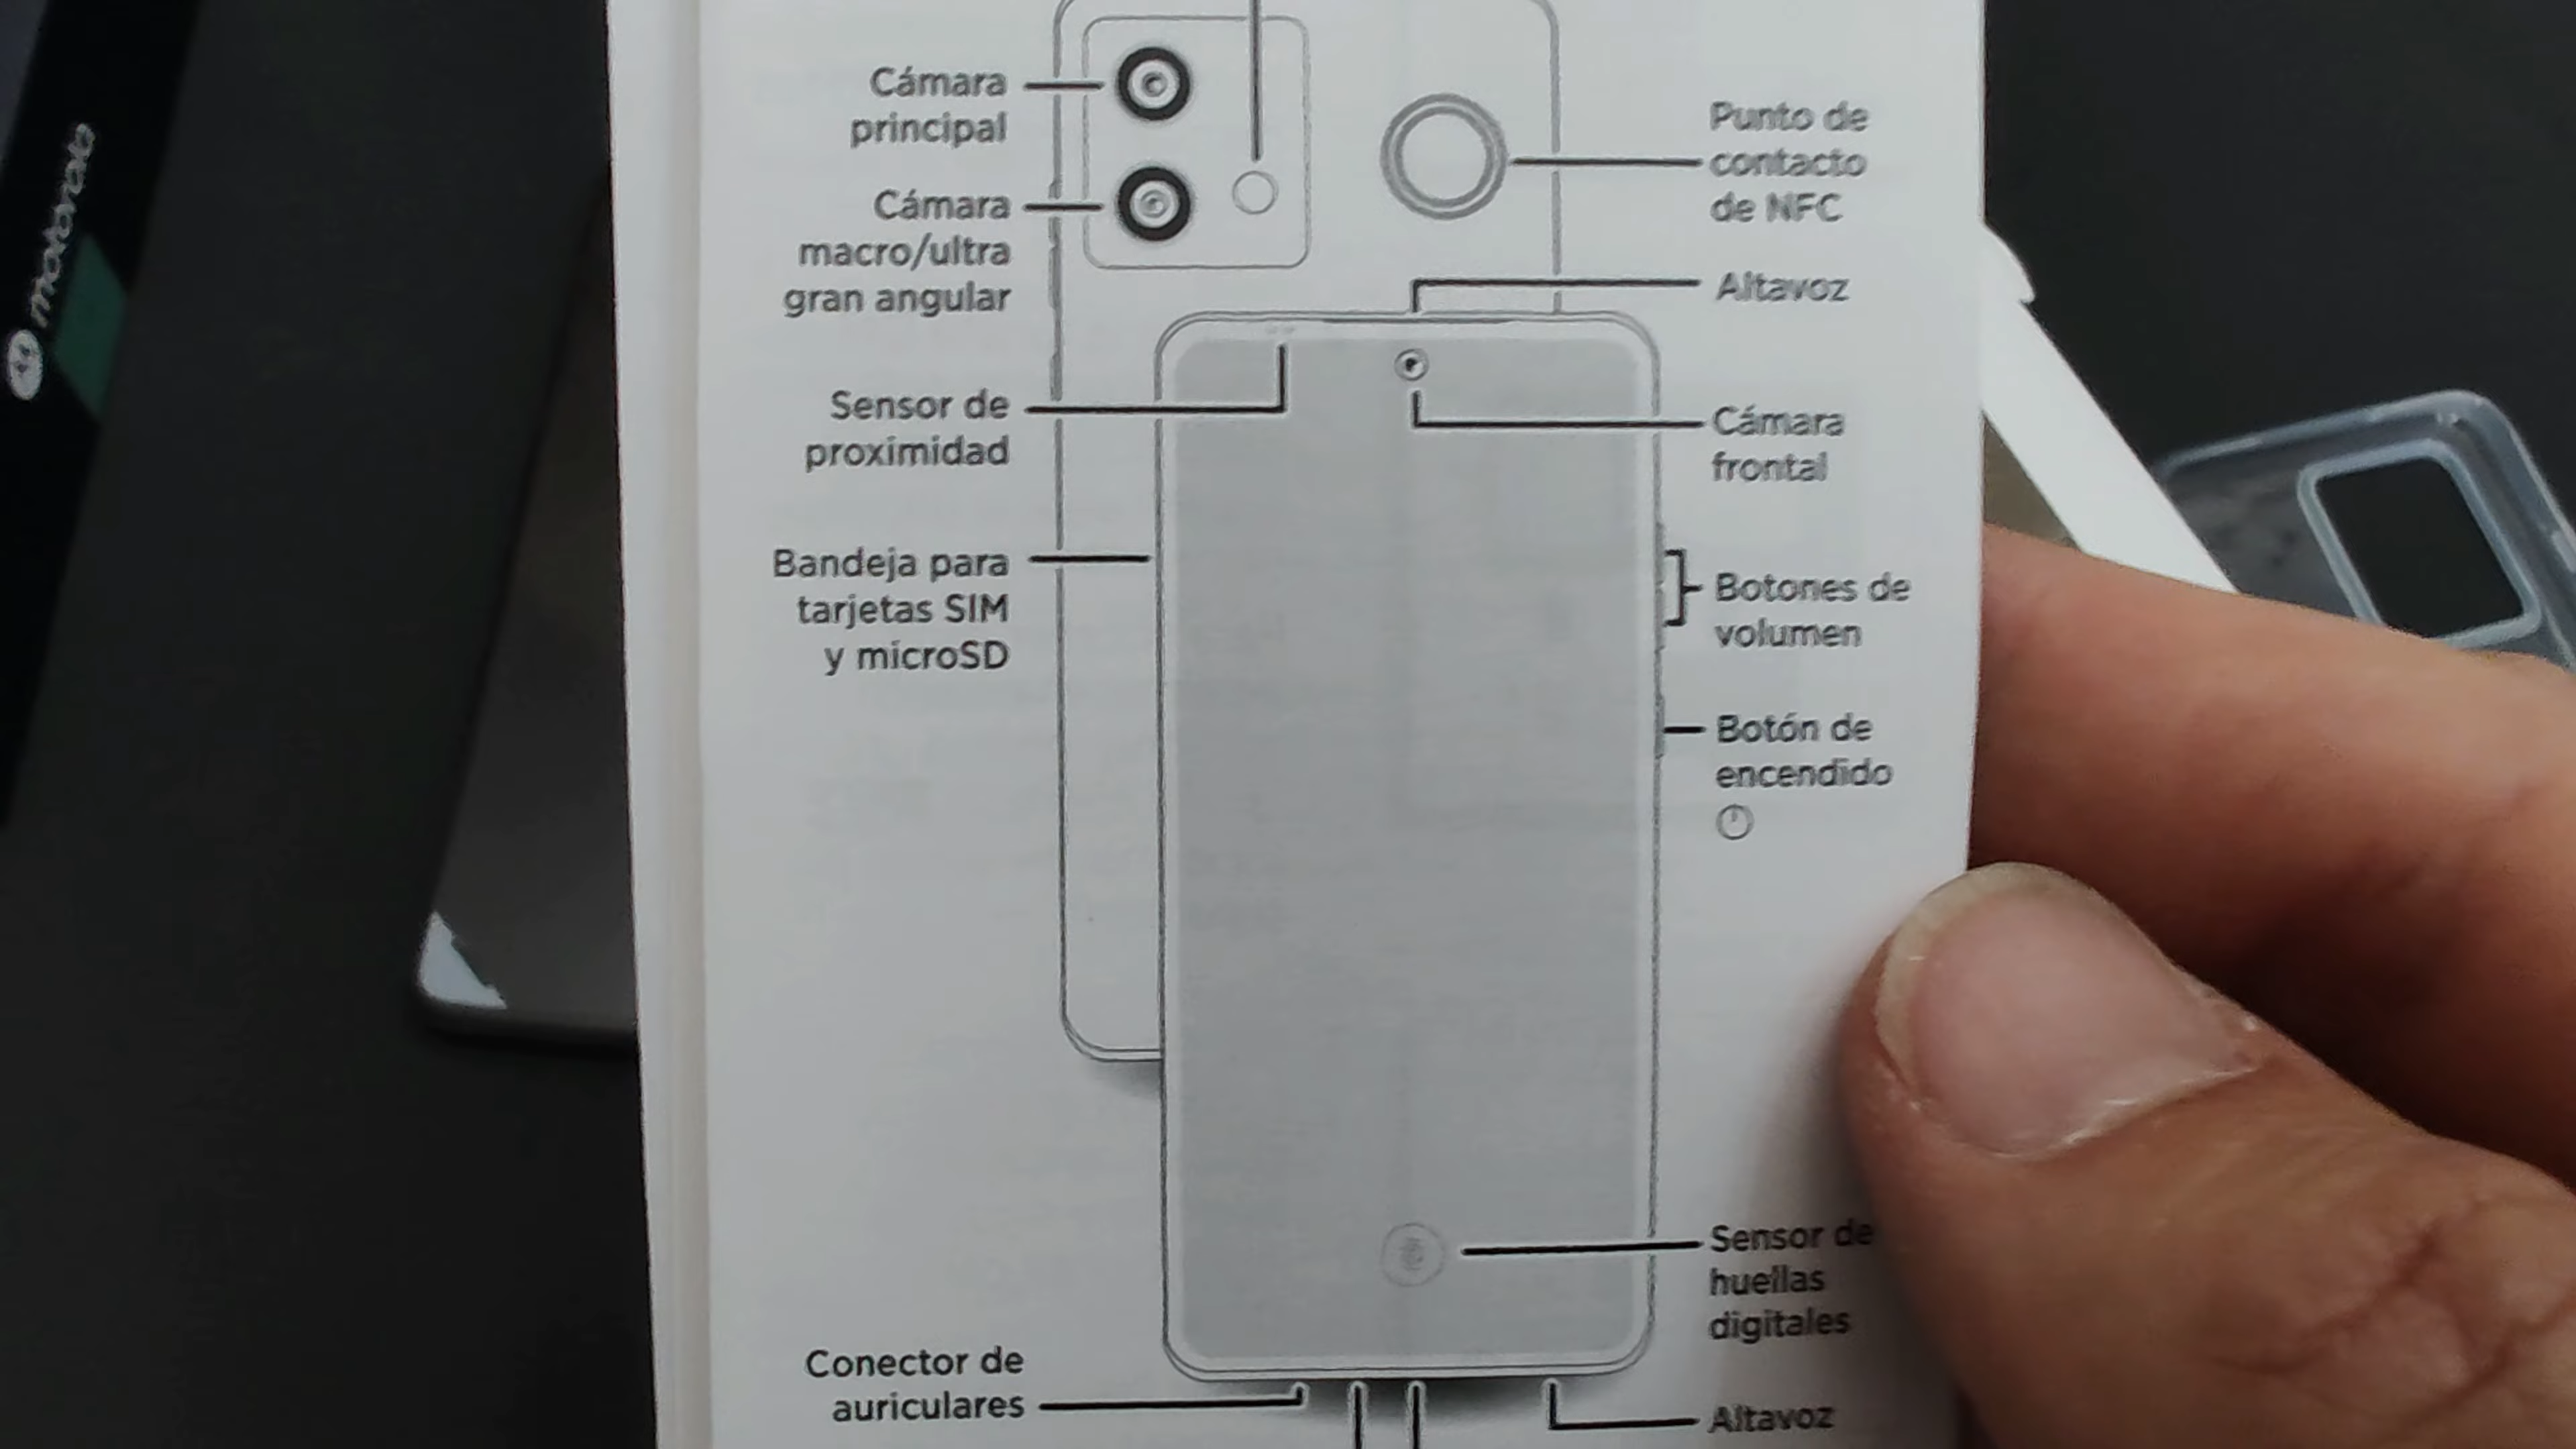 motorola
Cámara
principal
Cámara
macro/ultra
gran angular
Sensor de
proximidad
Bandeja para
tarjetas SIM
y microSD
Conector de
auriculares
Punto de
contacto
de NFC
Altavoz
Cámara
frontal
Botones de
volumen
Botón de
encendido
Sensor de
huellas
digitales
Altavoz